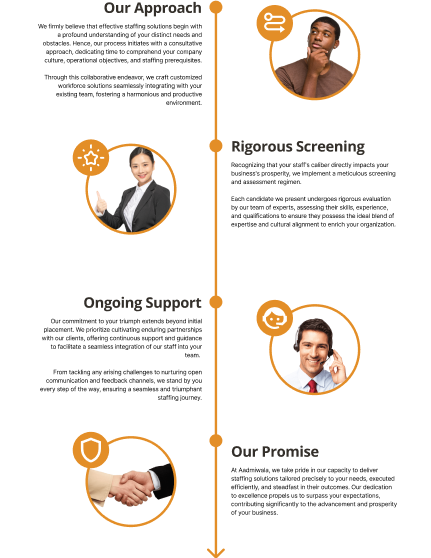 Our Approach
We firmly believe that effective staffing solutions begin with
a profound understanding of your distinct needs and
obstacles. Hence, our process initiates with a consultative
approach, dedicating time to comprehend your company
culture, operational objectives, and staffing prerequisites.
Through this collaborative endeavor, we craft customized
workforce solutions seamlessly integrating with your
existing team, fostering a harmonious and productive
environment.
Rigorous Screening
Recognizing that your staff's caliber directly impacts your
business's prosperity, we implement a meticulous screening
and assessment regimen.
Each candidate we present undergoes rigorous evaluation
by our team of experts, assessing their skills, experience,
and qualifications to ensure they possess the ideal blend of
expertise and cultural alignment to enrich your organization.
Ongoing Support
Our commitment to your triumph extends beyond initial
placement. We prioritize cultivating enduring partnerships
with our clients, offering continuous support and guidance
to facilitate a seamless integration of our staff into your
team.
From tackling any arising challenges to nurturing open
communication and feedback channels, we stand by you
every step of the way, ensuring a seamless and triumphant
staffing journey.
Our Promise
At Aadmiwala, we take pride in our capacity to deliver
staffing solutions tailored precisely to your needs, executed
efficiently, and steadfast in their outcomes. Our dedication
to excellence propels us to surpass your expectations,
contributing significantly to the advancement and prosperity
of your business.